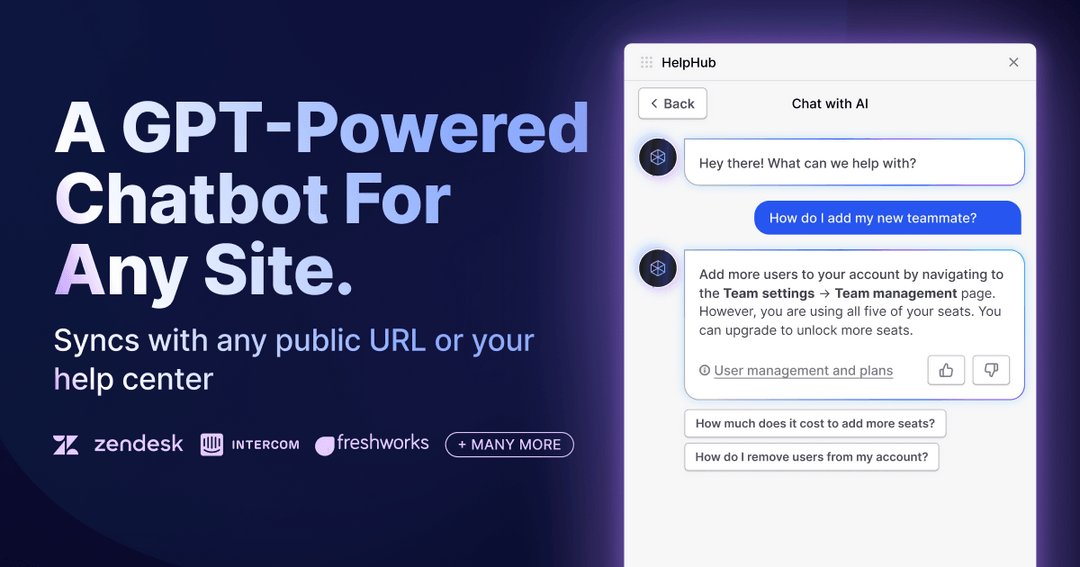 A GPT-Powered
Chatbot For
Any Site.
Syncs with any public URL or your
help center
zendesk INTERCOM freshworks + MANY MORE
HelpHub
Back Chat with AI
Hey there! What can we help with?
How do I add my new teammate?
Add more users to your account by navigating to
the Team settings → Team management page.
However, you are using all five of your seats. You
can upgrade to unlock more seats.
User management and plans
How much does it cost to add more seats?
How do I remove users from my account?